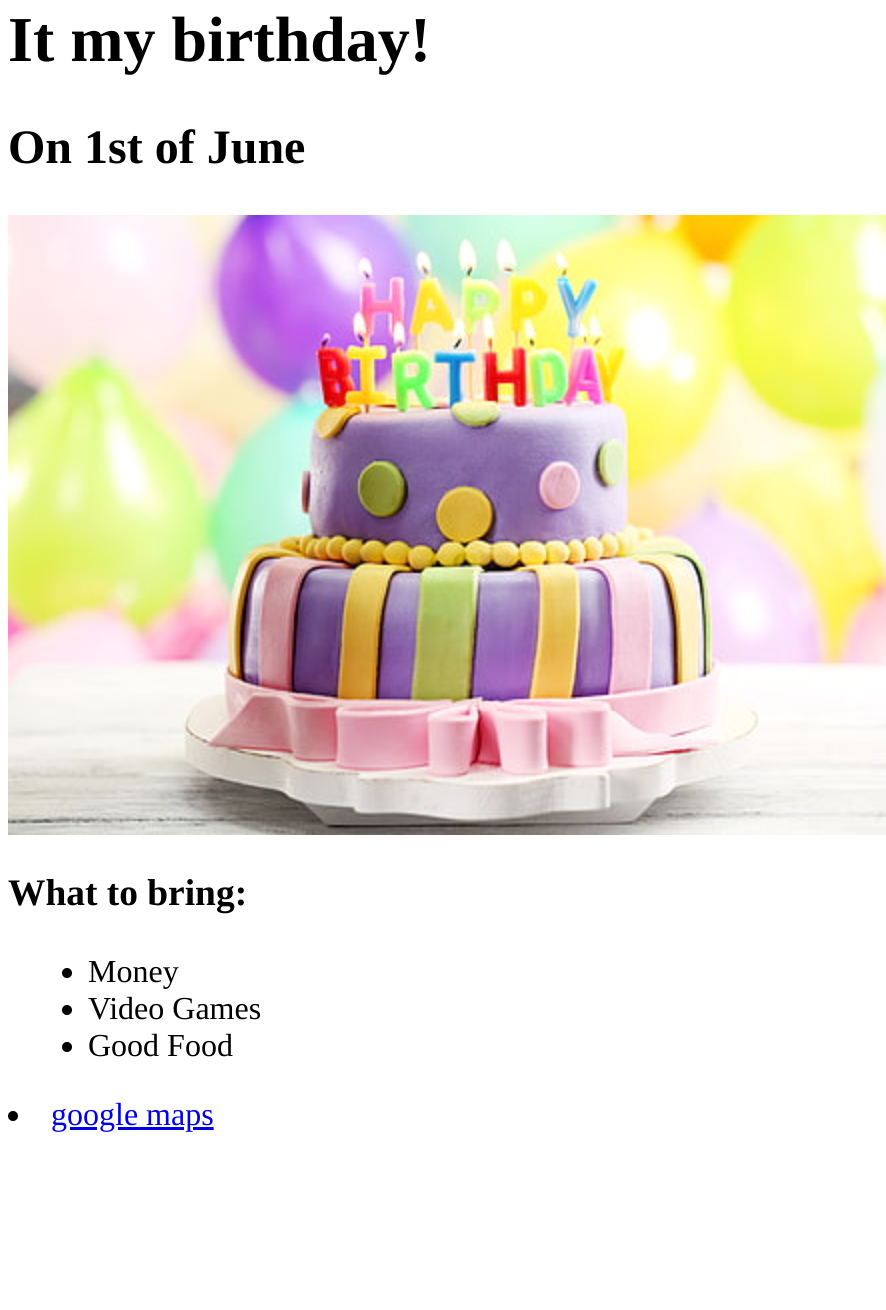 It my birthday!
On 1st of June
HAPPY
BIRTHDAY
What to bring:
Money
Video Games
Good Food
google maps